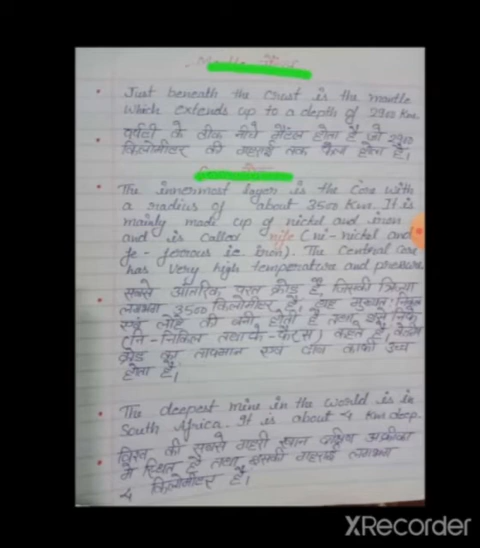 Mantle मैंटल
Just beneath the crust is the mantle
which extends up to a depth of 2900 Km.
पर्पटी के ठीक नीचे मैंटल होता है जो 2900
किलोमीटर की गहराई तक फैला होता है।
The innermost layer is the core with
a radius of about 3500 Km. It is
mainly made up of nickel and iron
and is called nife (ni-nickel and
fe-ferrous ie. iron). The Central core
has very high temperature and pressure
सबसे आंतरिक परत क्रोड है, जिसकी त्रिज्या
लगभग 3500 किलोमीटर है, यह मुख्यतः निकल
एवं लोहे की बनी होती है तथा इसे निफे
(नि-निकिल तथा फे-फैरस) कहते हैं, केंद्रीय
क्रोड का तापमान एवं दाब काफी उच्च
होता है।
The deepest mine in the world is in
South Africa. It is about 4 Km deep.
विश्व की सबसे गहरी खान दक्षिण अफ्रीका
में स्थित है तथा इसकी गहराई लगभग
4 किलोमीटर है।
XRecorder